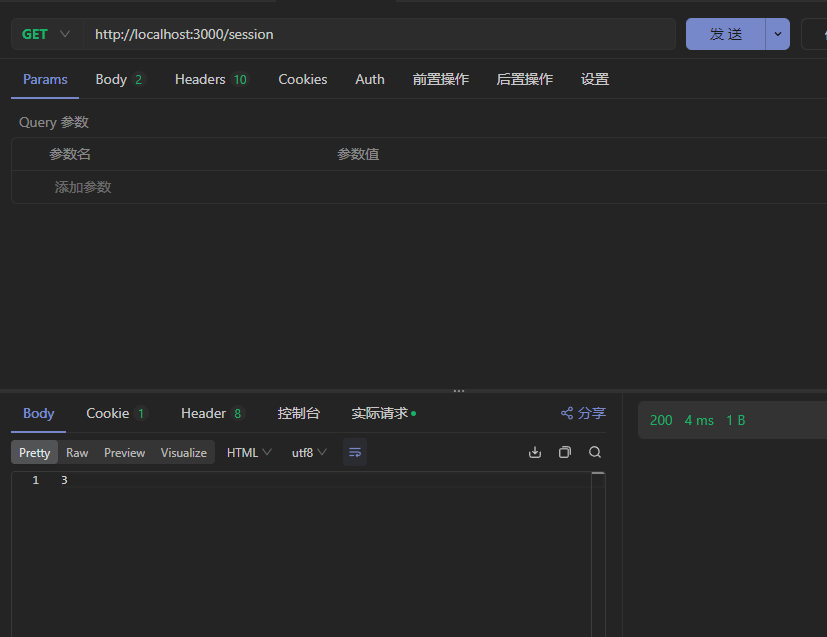 GET http://localhost:3000/session 发 送
Params Body 2 Headers 10 Cookies Auth 前置操作 后置操作 设置
Query 参数
参数名 参数值
添加参数
Body Cookie 1 Header 8 控制台 实际请求 分享
200 4 ms 1 B
Pretty Raw Preview Visualize HTML utf8
1 3